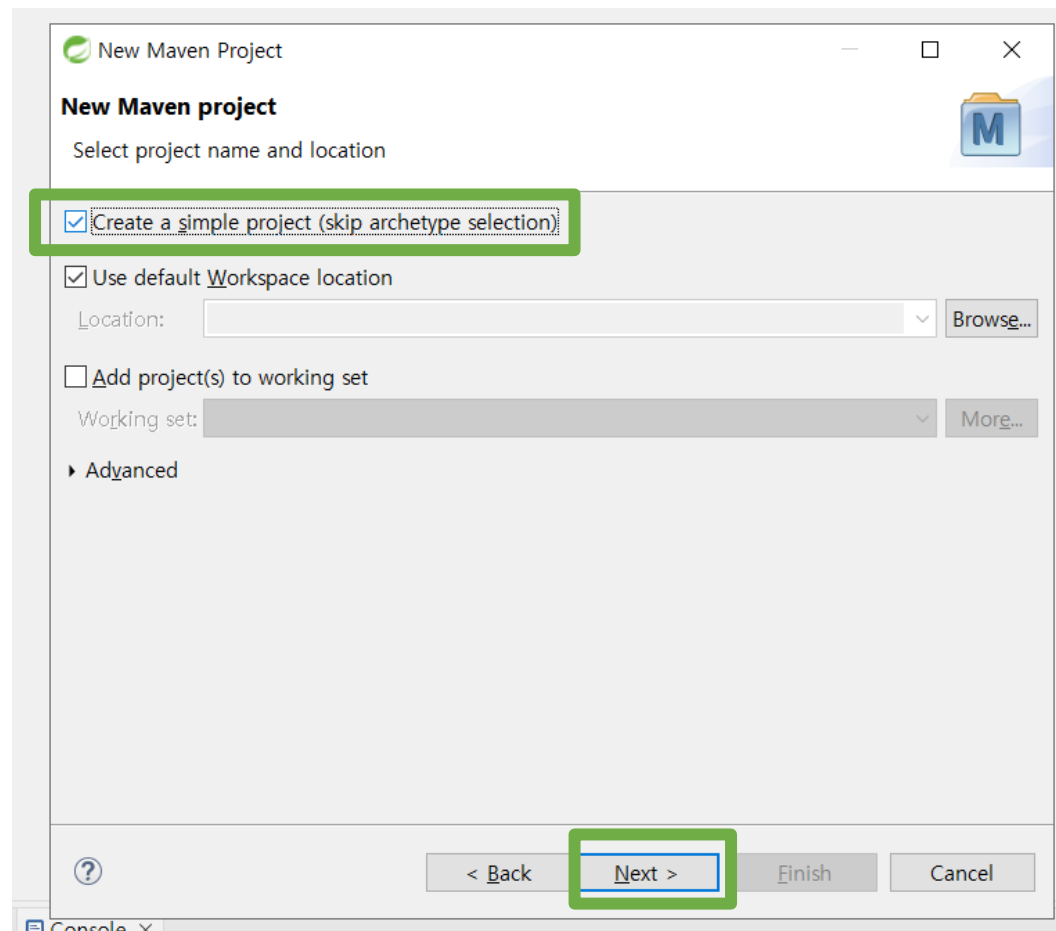 New Maven Project
New Maven project
Select project name and location
Create a simple project (skip archetype selection)
Use default Workspace location
Location:
Browse...
Add project(s) to working set
Working set:
More...
Advanced
< Back
Next >
Finish
Cancel
Console